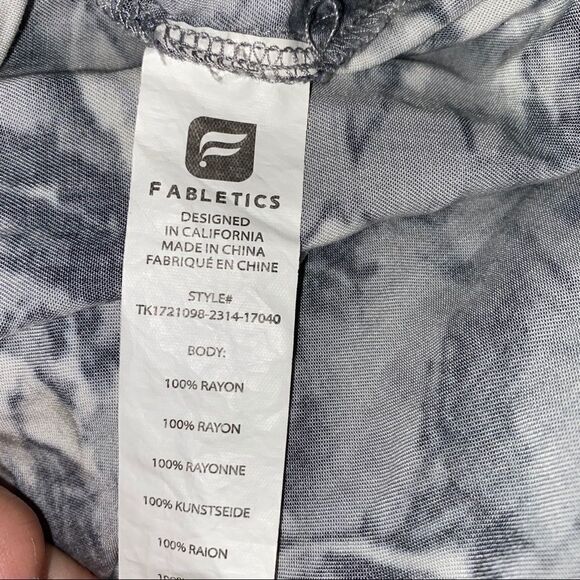 FABLETICS
DESIGNED
IN CALIFORNIA
MADE IN CHINA
FABRIQUÉ EN CHINE
STYLE#
TK1721098-2314-17040
BODY:
100% RAYON
100% RAYON
100% RAYONNE
100% KUNSTSEIDE
100% RAION